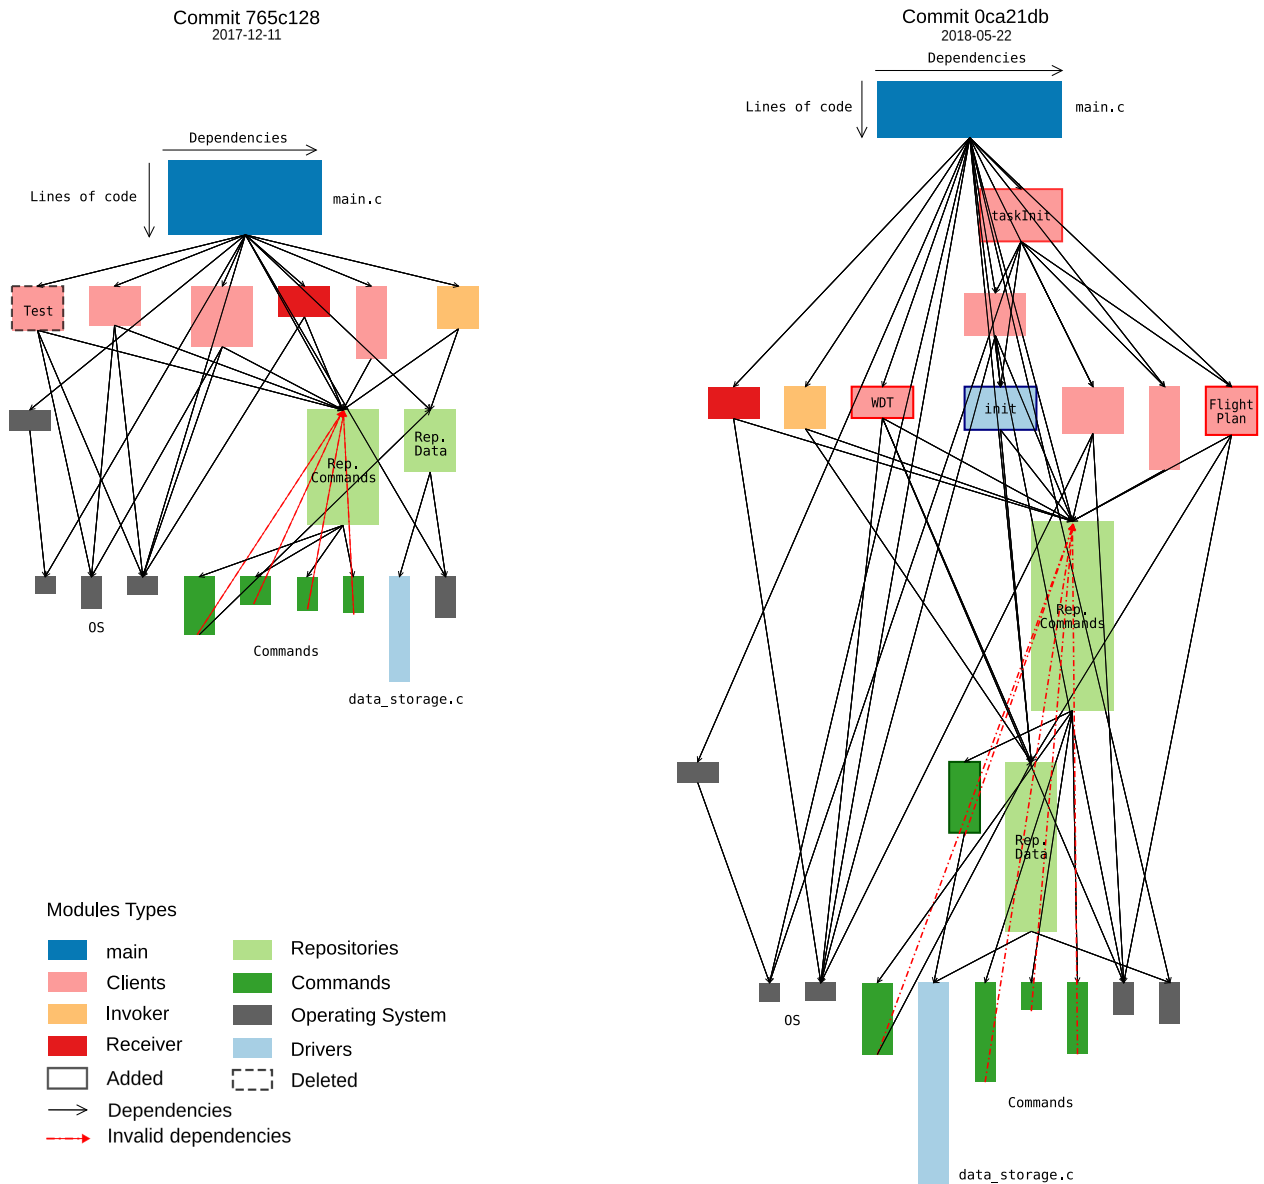 Commit 765c128
2017-12-11
Dependencies
Lines of code
main.c
Test
Rep.
Data
Rep.
Commands
OS
Commands
data_storage.c
Commit 0ca21db
2018-05-22
Dependencies
Lines of code
main.c
taskInit
WDT
init
Flight
Plan
Rep.
Commands
Rep.
Data
OS
Commands
data_storage.c
Modules Types
main
Clients
Invoker
Receiver
Added
Repositories
Commands
Operating System
Drivers
Deleted
Dependencies
Invalid dependencies